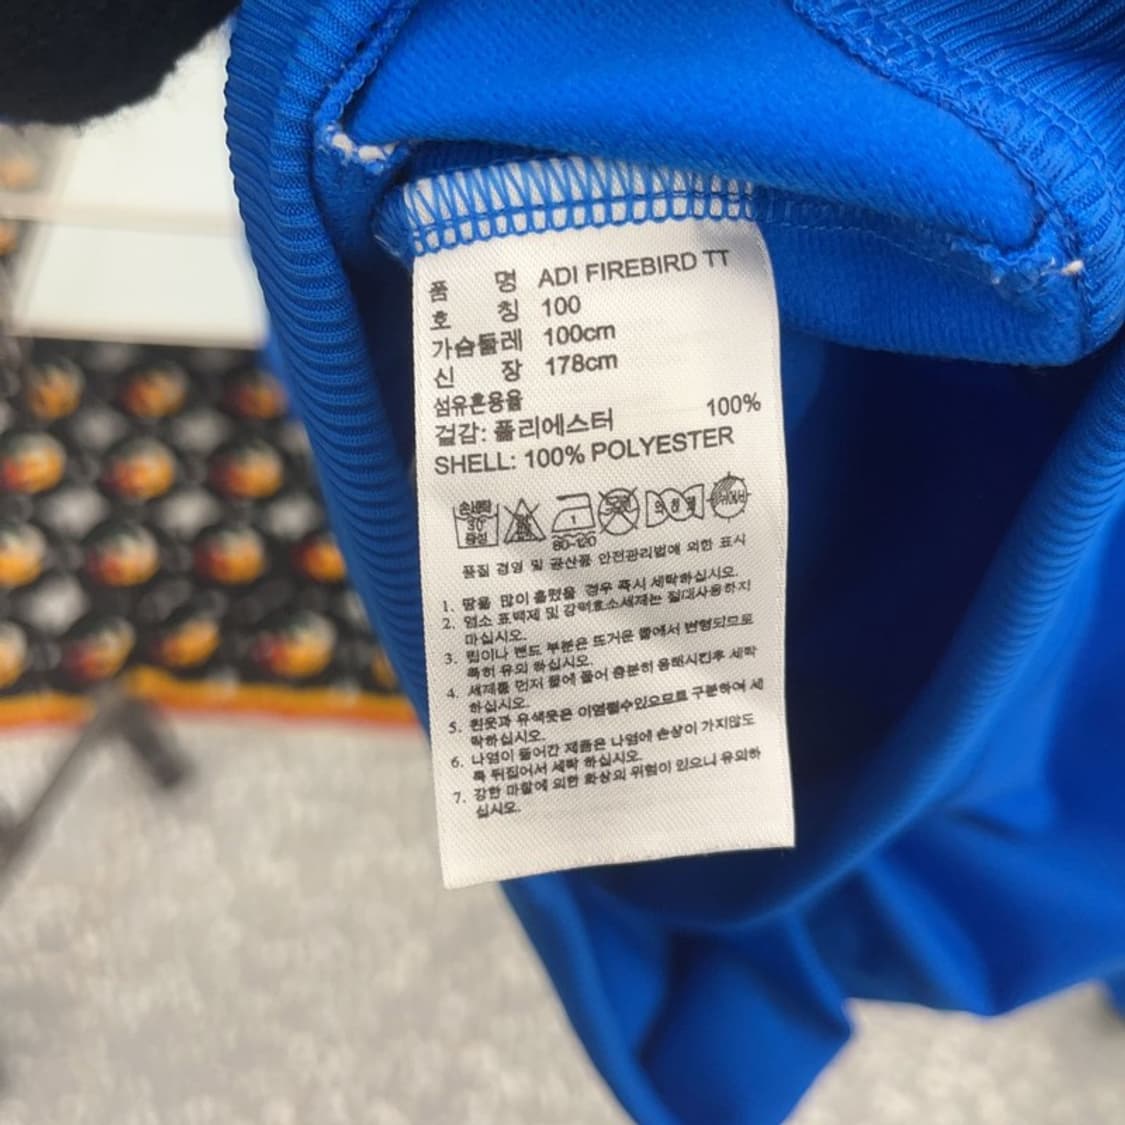 품 명 ADI FIREBIRD TT
호 칭 100
가슴둘레 100cm
신 장 178cm
섬유혼용율
겉감: 폴리에스터 100%
SHELL: 100% POLYESTER
손세탁
30°
중성
1
80-120
품질 경영 및 공산품 안전관리법에 의한 표시
1. 땀을 많이 흘렸을 경우 즉시 세탁하십시오.
2. 염소 표백제 및 강력효소세제는 절대사용하지
마십시오.
3. 립이나 밴드 부분은 뜨거운 물에서 변형되므로
특히 유의 하십시오.
4. 세제를 먼저 물에 풀어 충분히 용해시킨후 세탁
하십시오.
5. 흰옷과 유색옷은 이염될수있으므로 구분하여 세
탁하십시오.
6. 나염이 들어간 제품은 나염에 손상이 가지않도
록 뒤집어서 세탁 하십시오.
7. 강한 마찰에 의한 화상의 위험이 있으니 유의하
십시오.